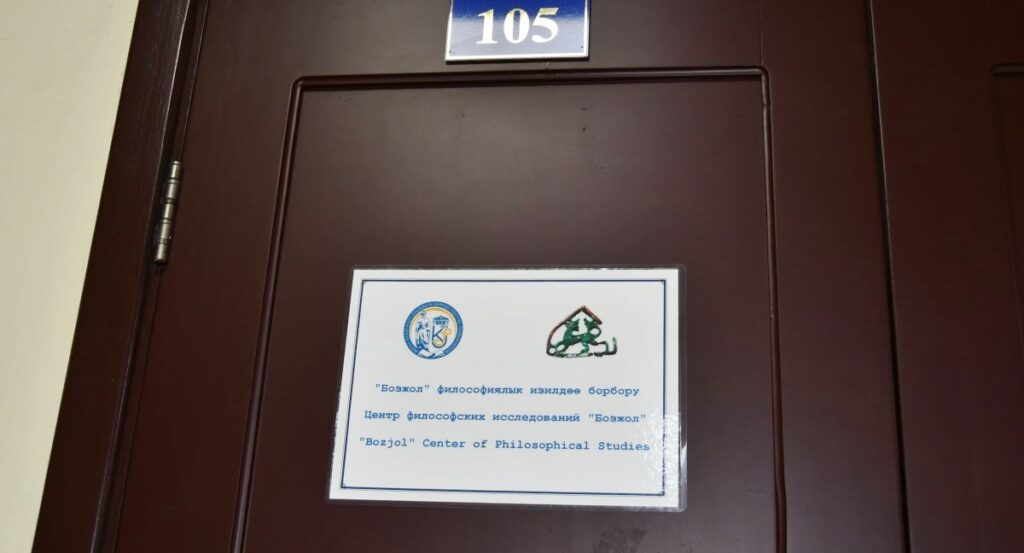 105
"Бозжол" философиялык изилдөө борбору
Центр философских исследований "Бозжол"
"Bozjol" Center of Philosophical Studies